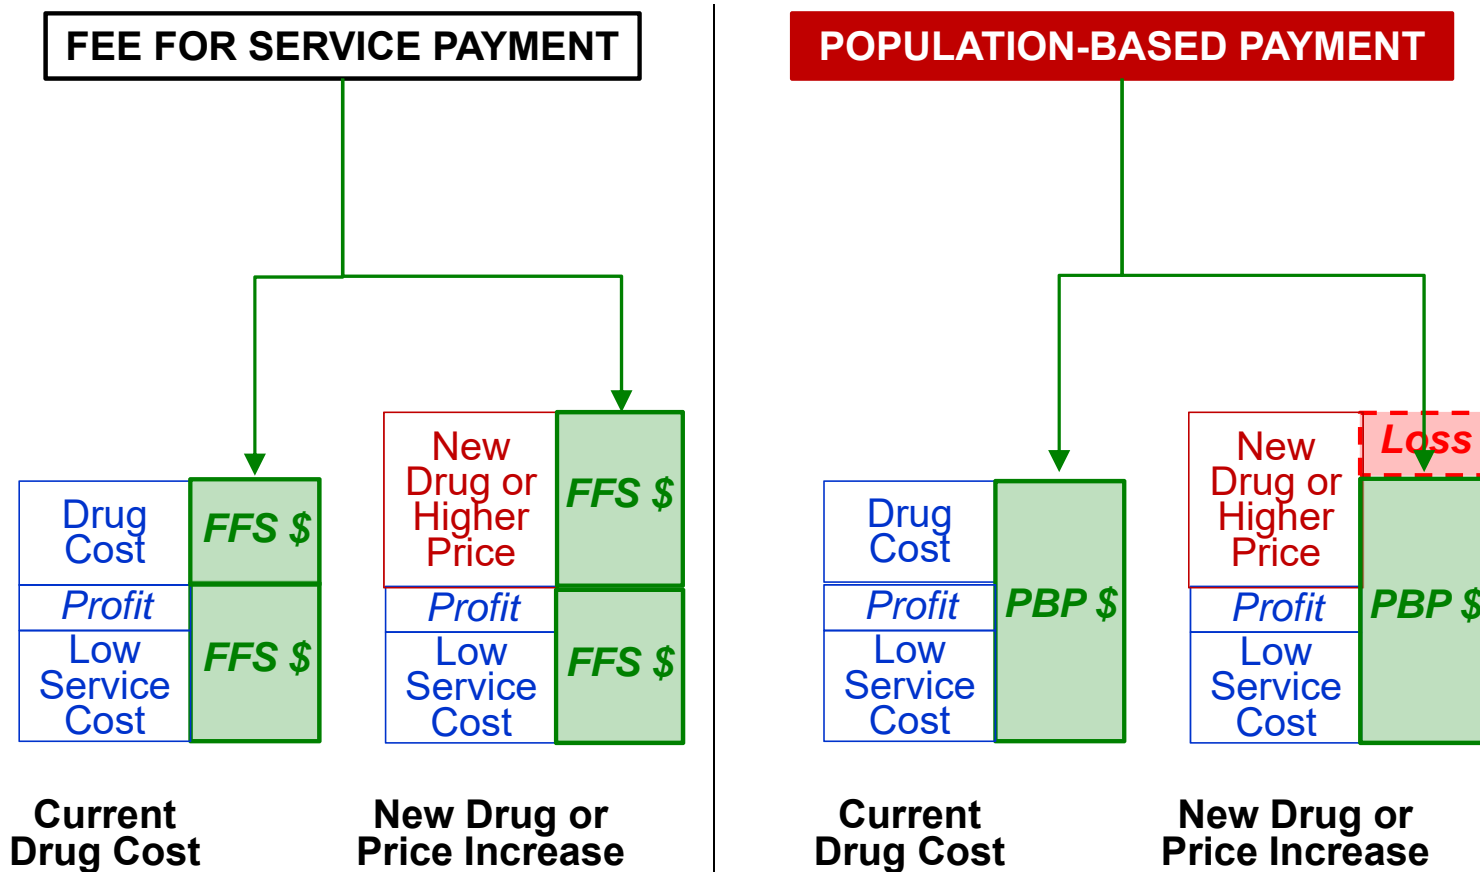 FEE FOR SERVICE PAYMENT
New
Drug or
Higher
Price
FFS $
Drug
Cost
FFS $
Profit
Low
Service
Cost
FFS $
Profit
Low
Service
Cost
FFS $
Current
Drug Cost
New Drug or
Price Increase
POPULATION-BASED PAYMENT
Drug
Cost
Profit
Low
Service
Cost
PBP $
New
Drug or
Higher
Price
Loss
Profit
Low
Service
Cost
PBP $
Current
Drug Cost
New Drug or
Price Increase